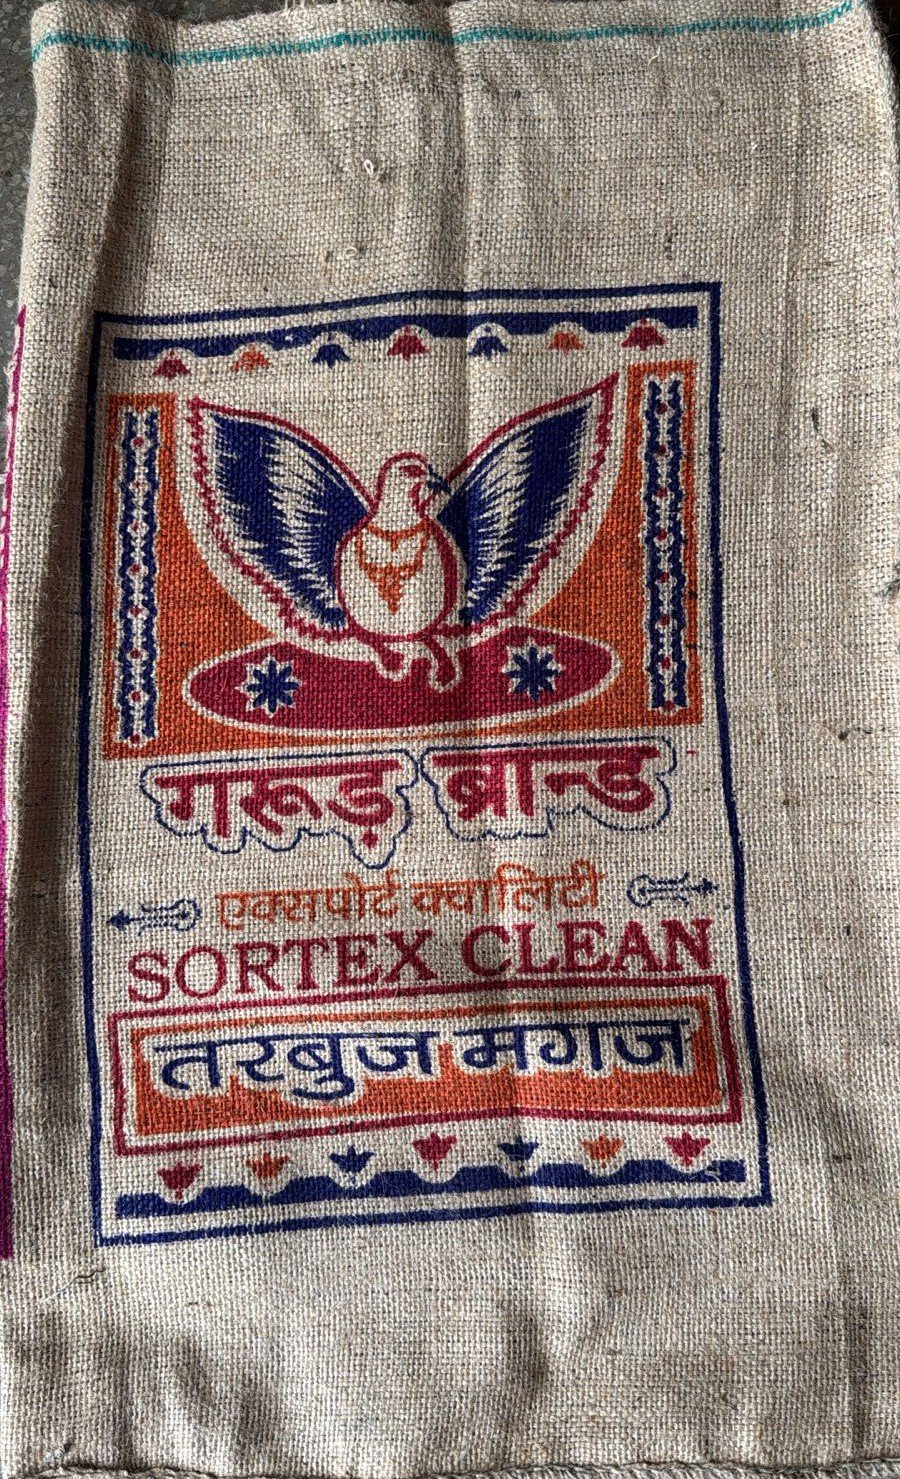 गरूड़ ब्रान्ड
एक्सपोर्ट क्वालिटी
SORTEX CLEAN
तरबुज मगज